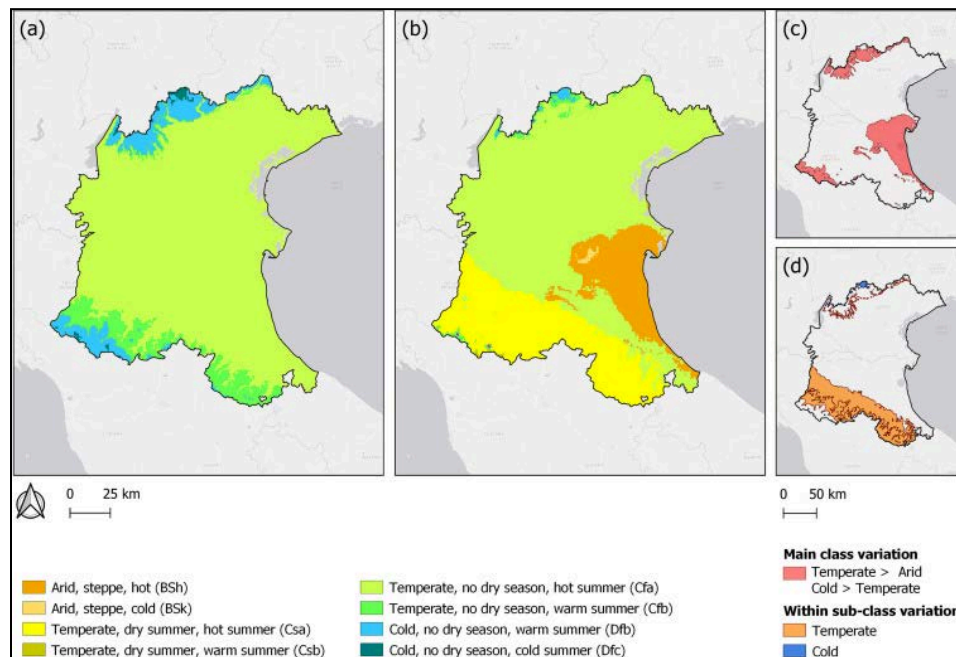 (a)
(b)
(c)
(d)
0 25 km
0 50 km
Arid, steppe, hot (BSh)
Arid, steppe, cold (BSk)
Temperate, dry summer, hot summer (Csa)
Temperate, dry summer, warm summer (Csb)
Temperate, no dry season, hot summer (Cfa)
Temperate, no dry season, warm summer (Cfb)
Cold, no dry season, warm summer (Dfb)
Cold, no dry season, cold summer (Dfc)
Main class variation
Temperate > Arid
Cold > Temperate
Within sub-class variation
Temperate
Cold